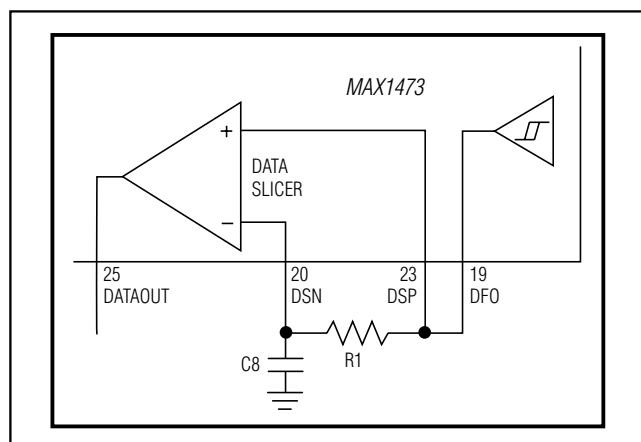 MAX1473
+
DATA
SLICER
−
25
DATAOUT
20
DSN
23
DSP
19
DFO
R1
C8